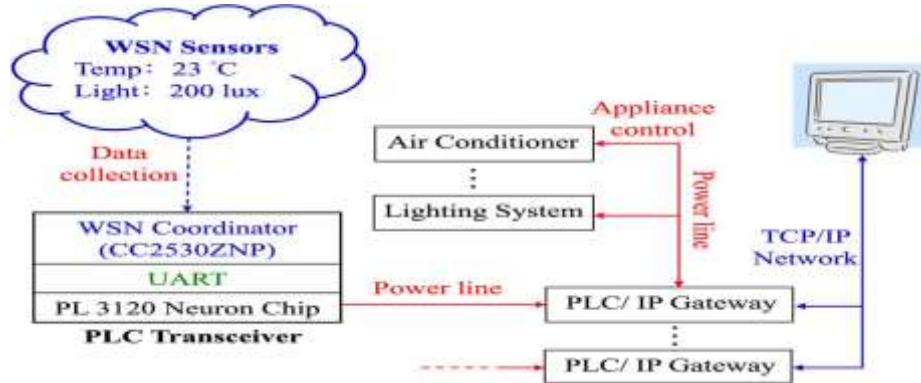 WSN Sensors
Temp: 23 °C
Light: 200 lux
Data
collection
WSN Coordinator
(CC2530ZNP)
UART
PL 3120 Neuron Chip
PLC Transceiver
Power line
Appliance
control
Air Conditioner
Lighting System
Power line
TCP/IP
Network
PLC/ IP Gateway
PLC/ IP Gateway